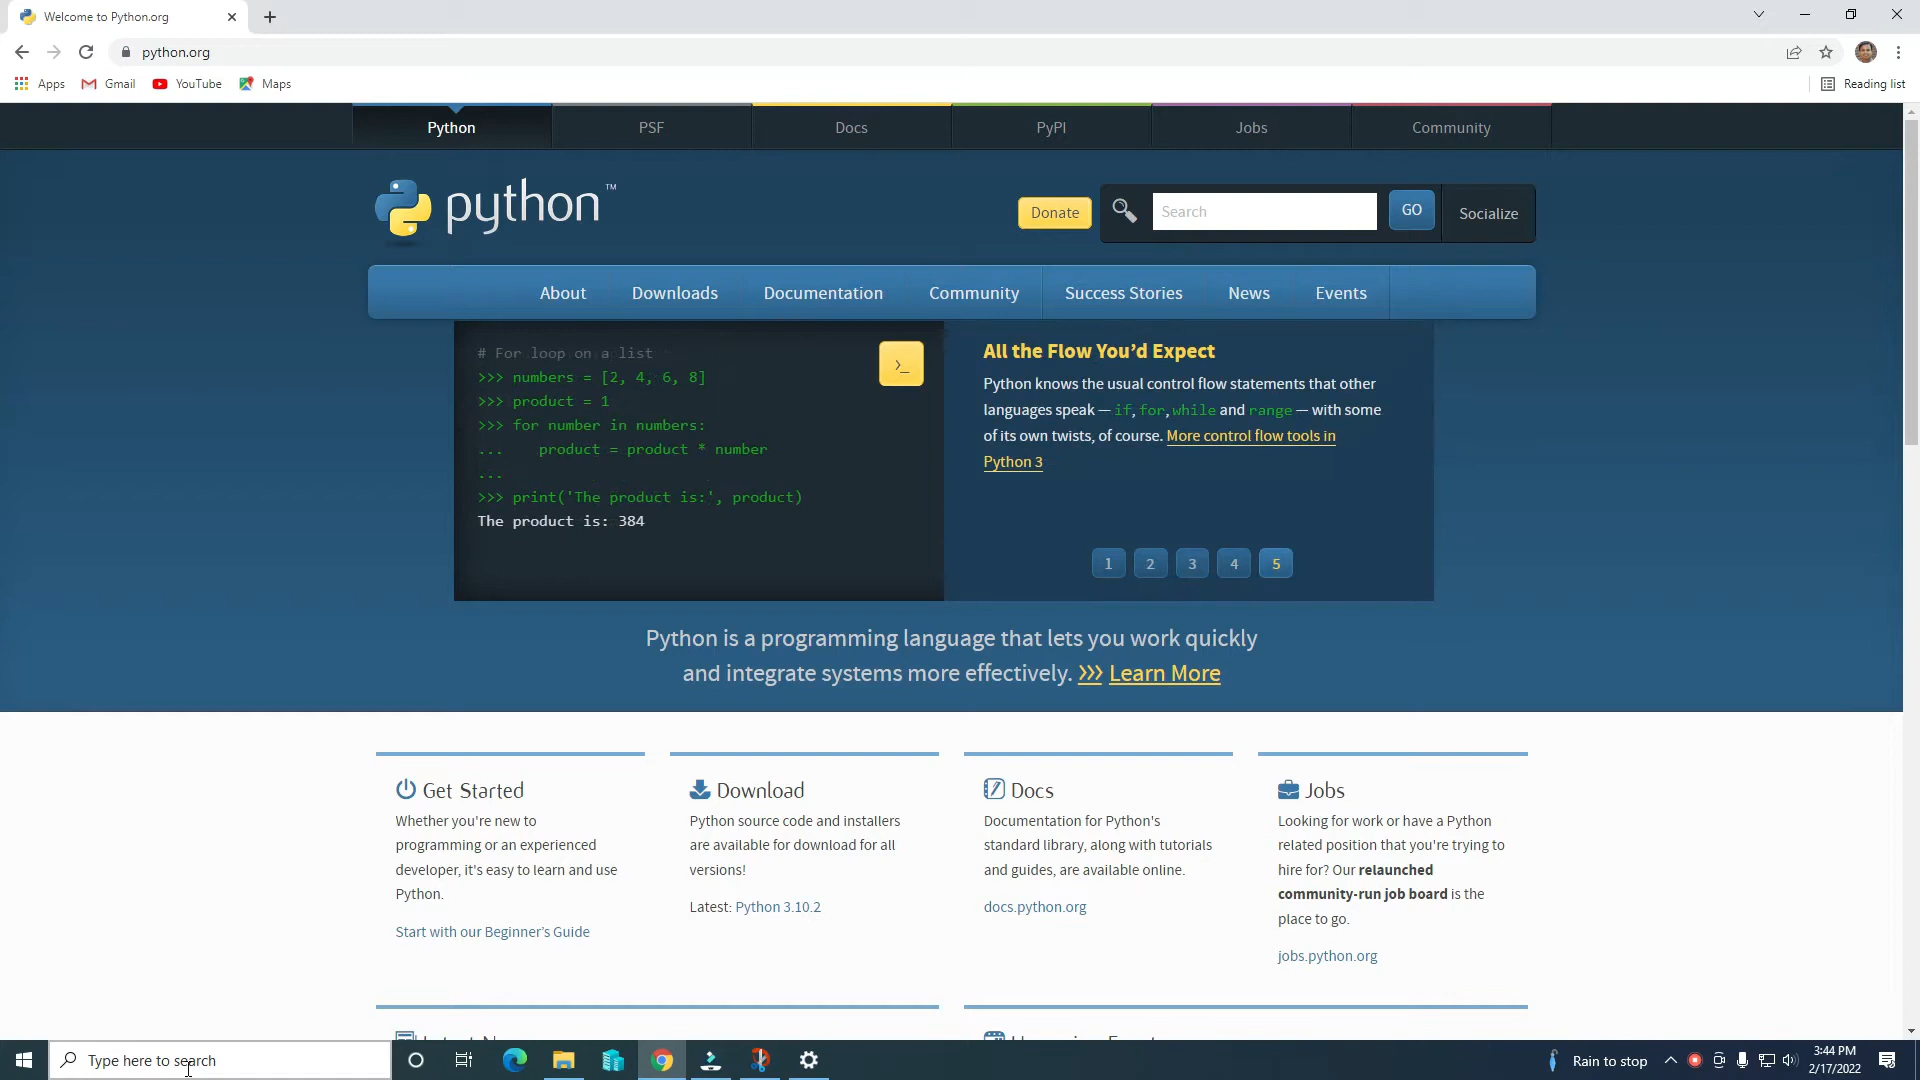 Welcome to Python.org
python.org
Apps
Gmail
YouTube
Maps
Reading list
Python
PSF
Docs
PyPI
Jobs
Community
python™
Donate
Search
GO
Socialize
About
Downloads
Documentation
Community
Success Stories
News
Events
# For loop on a list
>>> numbers = [2, 4, 6, 8]
>>> product = 1
>>> for number in numbers:
...    product = product * number
...
>>> print('The product is:', product)
The product is: 384
>_
All the Flow You’d Expect
Python knows the usual control flow statements that other
languages speak — if, for, while and range — with some
of its own twists, of course. More control flow tools in
Python 3
1
2
3
4
5
Python is a programming language that lets you work quickly
and integrate systems more effectively. >>> Learn More
Get Started
Whether you're new to
programming or an experienced
developer, it's easy to learn and use
Python.
Start with our Beginner’s Guide
Download
Python source code and installers
are available for download for all
versions!
Latest: Python 3.10.2
Docs
Documentation for Python's
standard library, along with tutorials
and guides, are available online.
docs.python.org
Jobs
Looking for work or have a Python
related position that you're trying to
hire for? Our relaunched
community-run job board is the
place to go.
jobs.python.org
Type here to search
Rain to stop
3:44 PM
2/17/2022